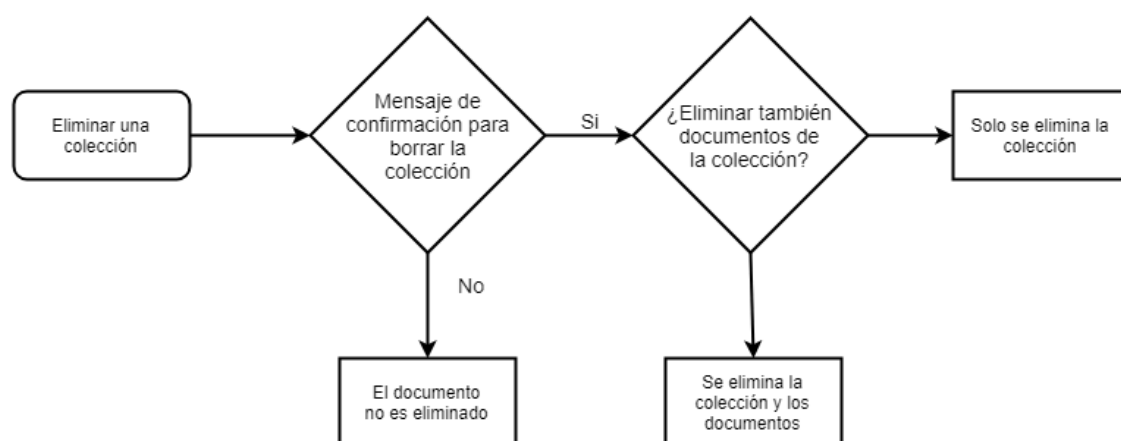 Eliminar una
colección
Mensaje de
confirmación para
borrar la
colección
Si
¿Eliminar también
documentos de
la colección?
Solo se elimina la
colección
No
El documento
no es eliminado
Se elimina la
colección y los
documentos